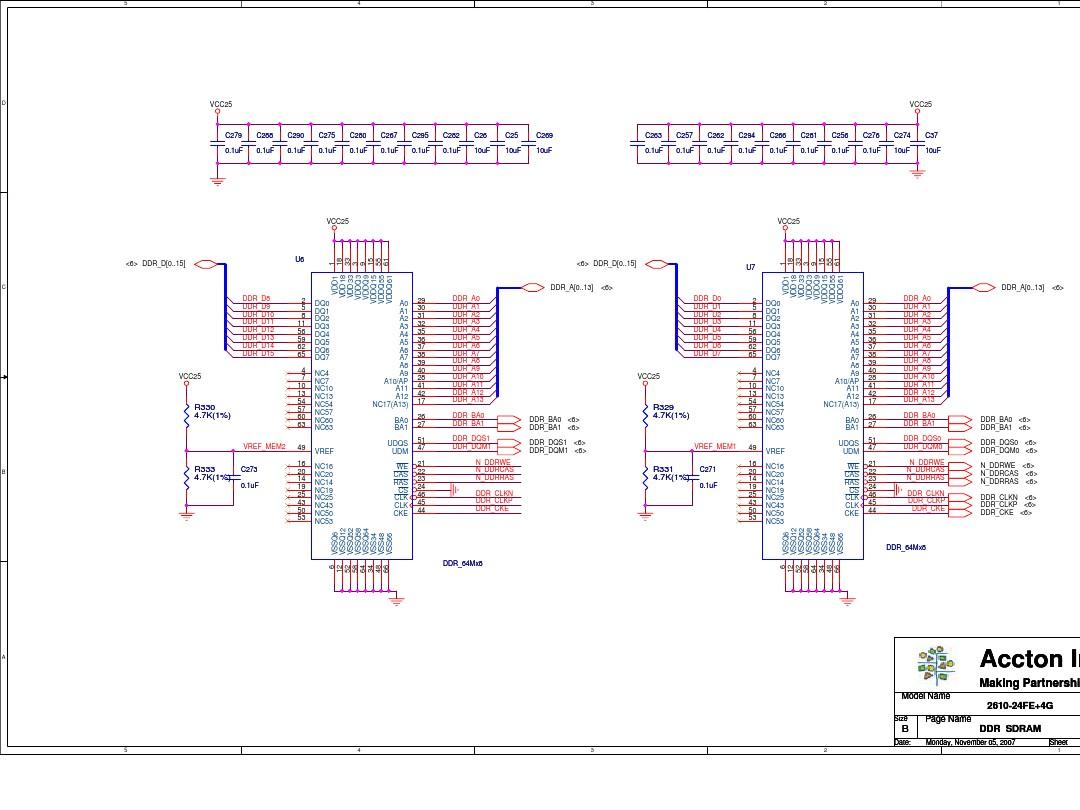 5 4 3 2 1
D
VCC25 VCC25
C279 C288 C290 C275 C280 C267 C295 C282 C26 C25 C269
0.1uF 0.1uF 0.1uF 0.1uF 0.1uF 0.1uF 0.1uF 0.1uF 10uF 10uF 10uF
C263 C257 C262 C294 C266 C261 C256 C276 C274 C37
0.1uF 0.1uF 0.1uF 0.1uF 0.1uF 0.1uF 0.1uF 0.1uF 10uF 10uF
VCC25
U6
<6> DDR_D[0..15]
1 18 33 3 9 15 55 61
VDD1 VDD18 VDD33 VDDQ3 VDDQ9 VDDQ15 VDDQ55 VDDQ61
DDR_A[0..13] <6>
DDR_D8 2 DQ0 A0 29 DDR_A0
DDR_D9 5 DQ1 A1 30 DDR_A1
DDR_D10 8 DQ2 A2 31 DDR_A2
DDR_D11 11 DQ3 A3 32 DDR_A3
DDR_D12 56 DQ4 A4 35 DDR_A4
DDR_D13 59 DQ5 A5 36 DDR_A5
DDR_D14 62 DQ6 A6 37 DDR_A6
DDR_D15 65 DQ7 A7 38 DDR_A7
A8 39 DDR_A8
4 NC4 A9 40 DDR_A9
7 NC7 A10/AP 28 DDR_A10
10 NC10 A11 41 DDR_A11
13 NC13 A12 42 DDR_A12
54 NC54 NC17(A13) 17 DDR_A13
57 NC57
60 NC60 BA0 26 DDR_BA0 DDR_BA0 <6>
63 NC63 BA1 27 DDR_BA1 DDR_BA1 <6>
VCC25
R330
4.7K(1%)
UDQS 51 DDR_DQS1 DDR_DQS1 <6>
VREF_MEM2 49 VREF UDM 47 DDR_DQM1 DDR_DQM1 <6>
R333
4.7K(1%)
C273
0.1uF
16 NC16 WE 21 N_DDRWE
20 NC20 CAS 22 N_DDRCAS
14 NC14 RAS 23 N_DDRRAS
19 NC19 CS 24
25 NC25 CLK 46 DDR_CLKN
43 NC43 CLK 45 DDR_CLKP
50 NC50 CKE 44 DDR_CKE
53 NC53
VSSQ6 VSSQ12 VSSQ52 VSSQ58 VSSQ64 VSS34 VSS48 VSS66
6 12 52 58 64 34 48 66
DDR_64Mx8
VCC25
U7
<6> DDR_D[0..15]
1 18 33 3 9 15 55 61
VDD1 VDD18 VDD33 VDDQ3 VDDQ9 VDDQ15 VDDQ55 VDDQ61
DDR_A[0..13] <6>
DDR_D0 2 DQ0 A0 29 DDR_A0
DDR_D1 5 DQ1 A1 30 DDR_A1
DDR_D2 8 DQ2 A2 31 DDR_A2
DDR_D3 11 DQ3 A3 32 DDR_A3
DDR_D4 56 DQ4 A4 35 DDR_A4
DDR_D5 59 DQ5 A5 36 DDR_A5
DDR_D6 62 DQ6 A6 37 DDR_A6
DDR_D7 65 DQ7 A7 38 DDR_A7
A8 39 DDR_A8
4 NC4 A9 40 DDR_A9
7 NC7 A10/AP 28 DDR_A10
10 NC10 A11 41 DDR_A11
13 NC13 A12 42 DDR_A12
54 NC54 NC17(A13) 17 DDR_A13
57 NC57
60 NC60 BA0 26 DDR_BA0 DDR_BA0 <6>
63 NC63 BA1 27 DDR_BA1 DDR_BA1 <6>
VCC25
R329
4.7K(1%)
UDQS 51 DDR_DQS0 DDR_DQS0 <6>
VREF_MEM1 49 VREF UDM 47 DDR_DQM0 DDR_DQM0 <6>
R331
4.7K(1%)
C271
0.1uF
16 NC16 WE 21 N_DDRWE N_DDRWE <6>
20 NC20 CAS 22 N_DDRCAS N_DDRCAS <6>
14 NC14 RAS 23 N_DDRRAS N_DDRRAS <6>
19 NC19 CS 24
25 NC25 CLK 46 DDR_CLKN DDR_CLKN <6>
43 NC43 CLK 45 DDR_CLKP DDR_CLKP <6>
50 NC50 CKE 44 DDR_CKE DDR_CKE <6>
53 NC53
VSSQ6 VSSQ12 VSSQ52 VSSQ58 VSSQ64 VSS34 VSS48 VSS66
6 12 52 58 64 34 48 66
DDR_64Mx8
C
B
A
Accton I
Making Partnershi
Model Name
2610-24FE+4G
Size
B
Page Name
DDR SDRAM
Date: Monday, November 05, 2007 Sheet
5 4 3 2 1